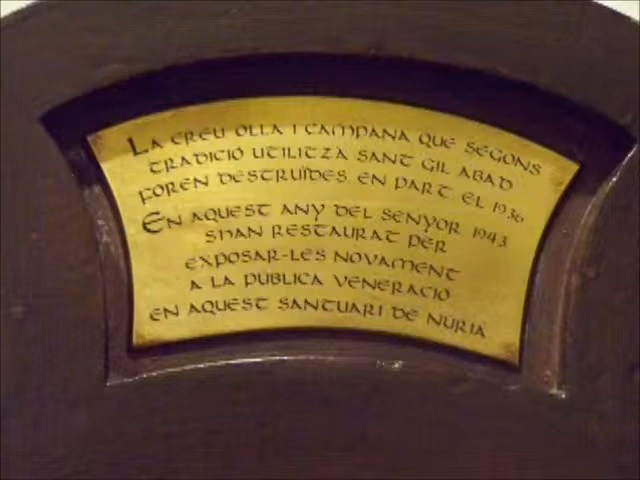 La creu olla i campana que segons
tradició utilitza Sant Gil Abad
foren destruïdes en part el 1936
En aquest any del Senyor 1943
s'han restaurat per
exposar-les novament
a la pública veneració
en aquest Santuari de Núria